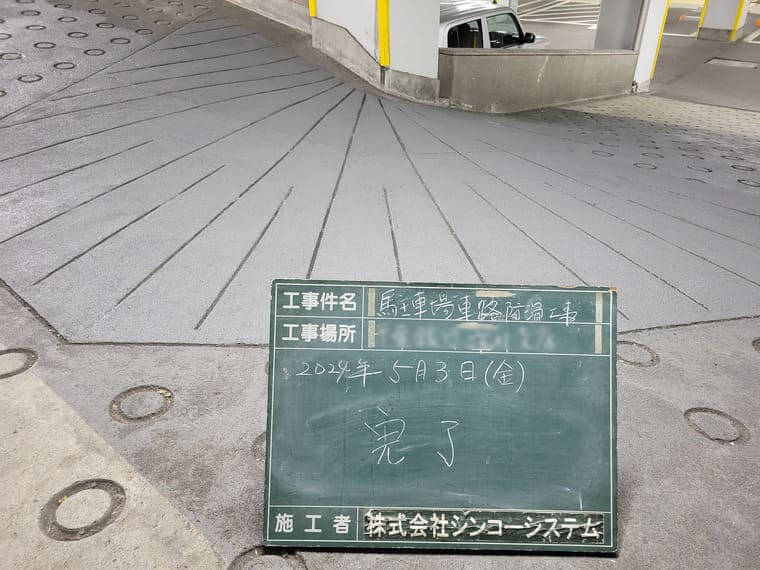 工事件名 駐車場車路防滑工事
工事場所
2024年 5月3日(金)
完了
施工者 株式会社シンコーシステム